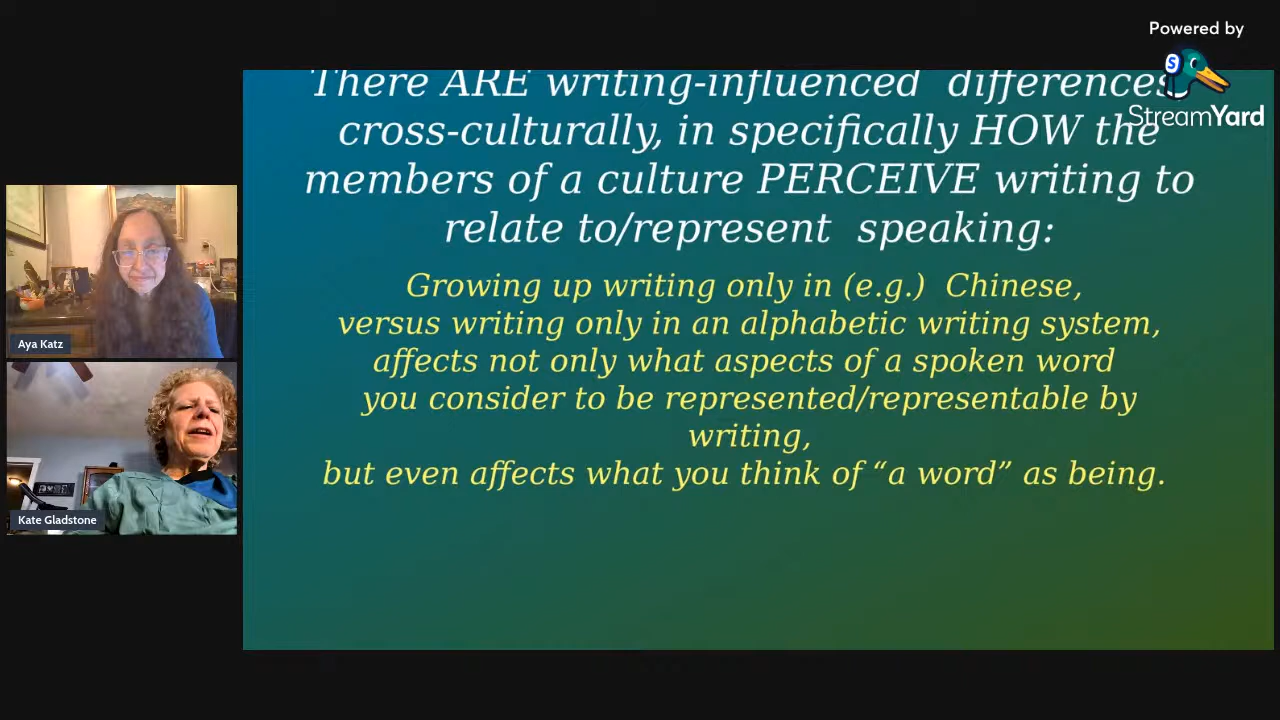 Powered by
StreamYard
There ARE writing-influenced differences,
cross-culturally, in specifically HOW the
members of a culture PERCEIVE writing to
relate to/represent speaking:
Growing up writing only in (e.g.) Chinese,
versus writing only in an alphabetic writing system,
affects not only what aspects of a spoken word
you consider to be represented/representable by
writing,
but even affects what you think of “a word” as being.
Aya Katz
Kate Gladstone